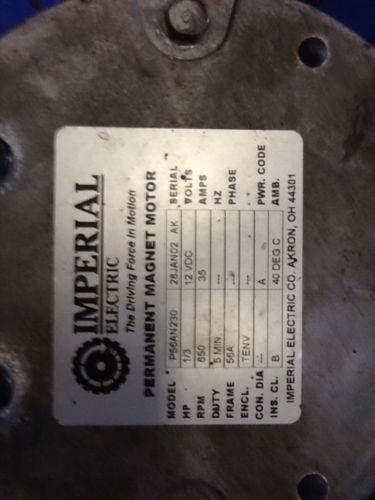 IMPERIAL
ELECTRIC
The Driving Force in Motion
PERMANENT MAGNET MOTOR
MODEL P56AN230 28JAN02 AK SERIAL
HP 1/3 12 VDC VOLTS
RPM 650 35 AMPS
DUTY 5 MIN --- HZ
FRAME 56A --- PHASE
ENCL. TENV ---
CON. DIA --- A PWR. CODE
INS. CL. B 40 DEG C AMB.
IMPERIAL ELECTRIC CO. AKRON, OH 44301